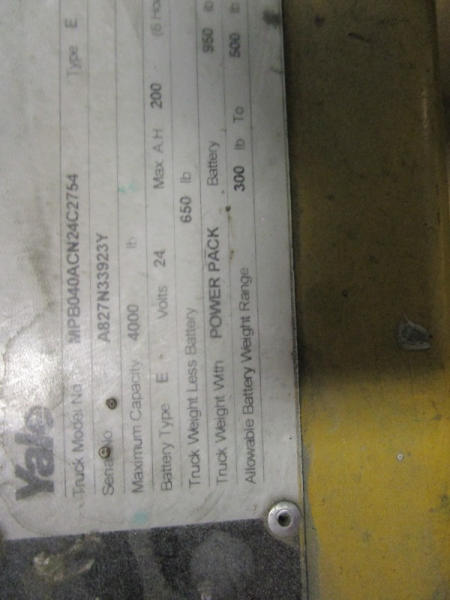 Yale
Truck Model No MPB040ACN24C2754 Type E
Serial No A827N33923Y
Maximum Capacity 4000 lb
Battery Type E Volts 24 Max A.H 200 (6
Truck Weight Less Battery 650 lb
Truck Weight With POWER PACK Battery 950 lb
Allowable Battery Weight Range 300 lb To 500 lb